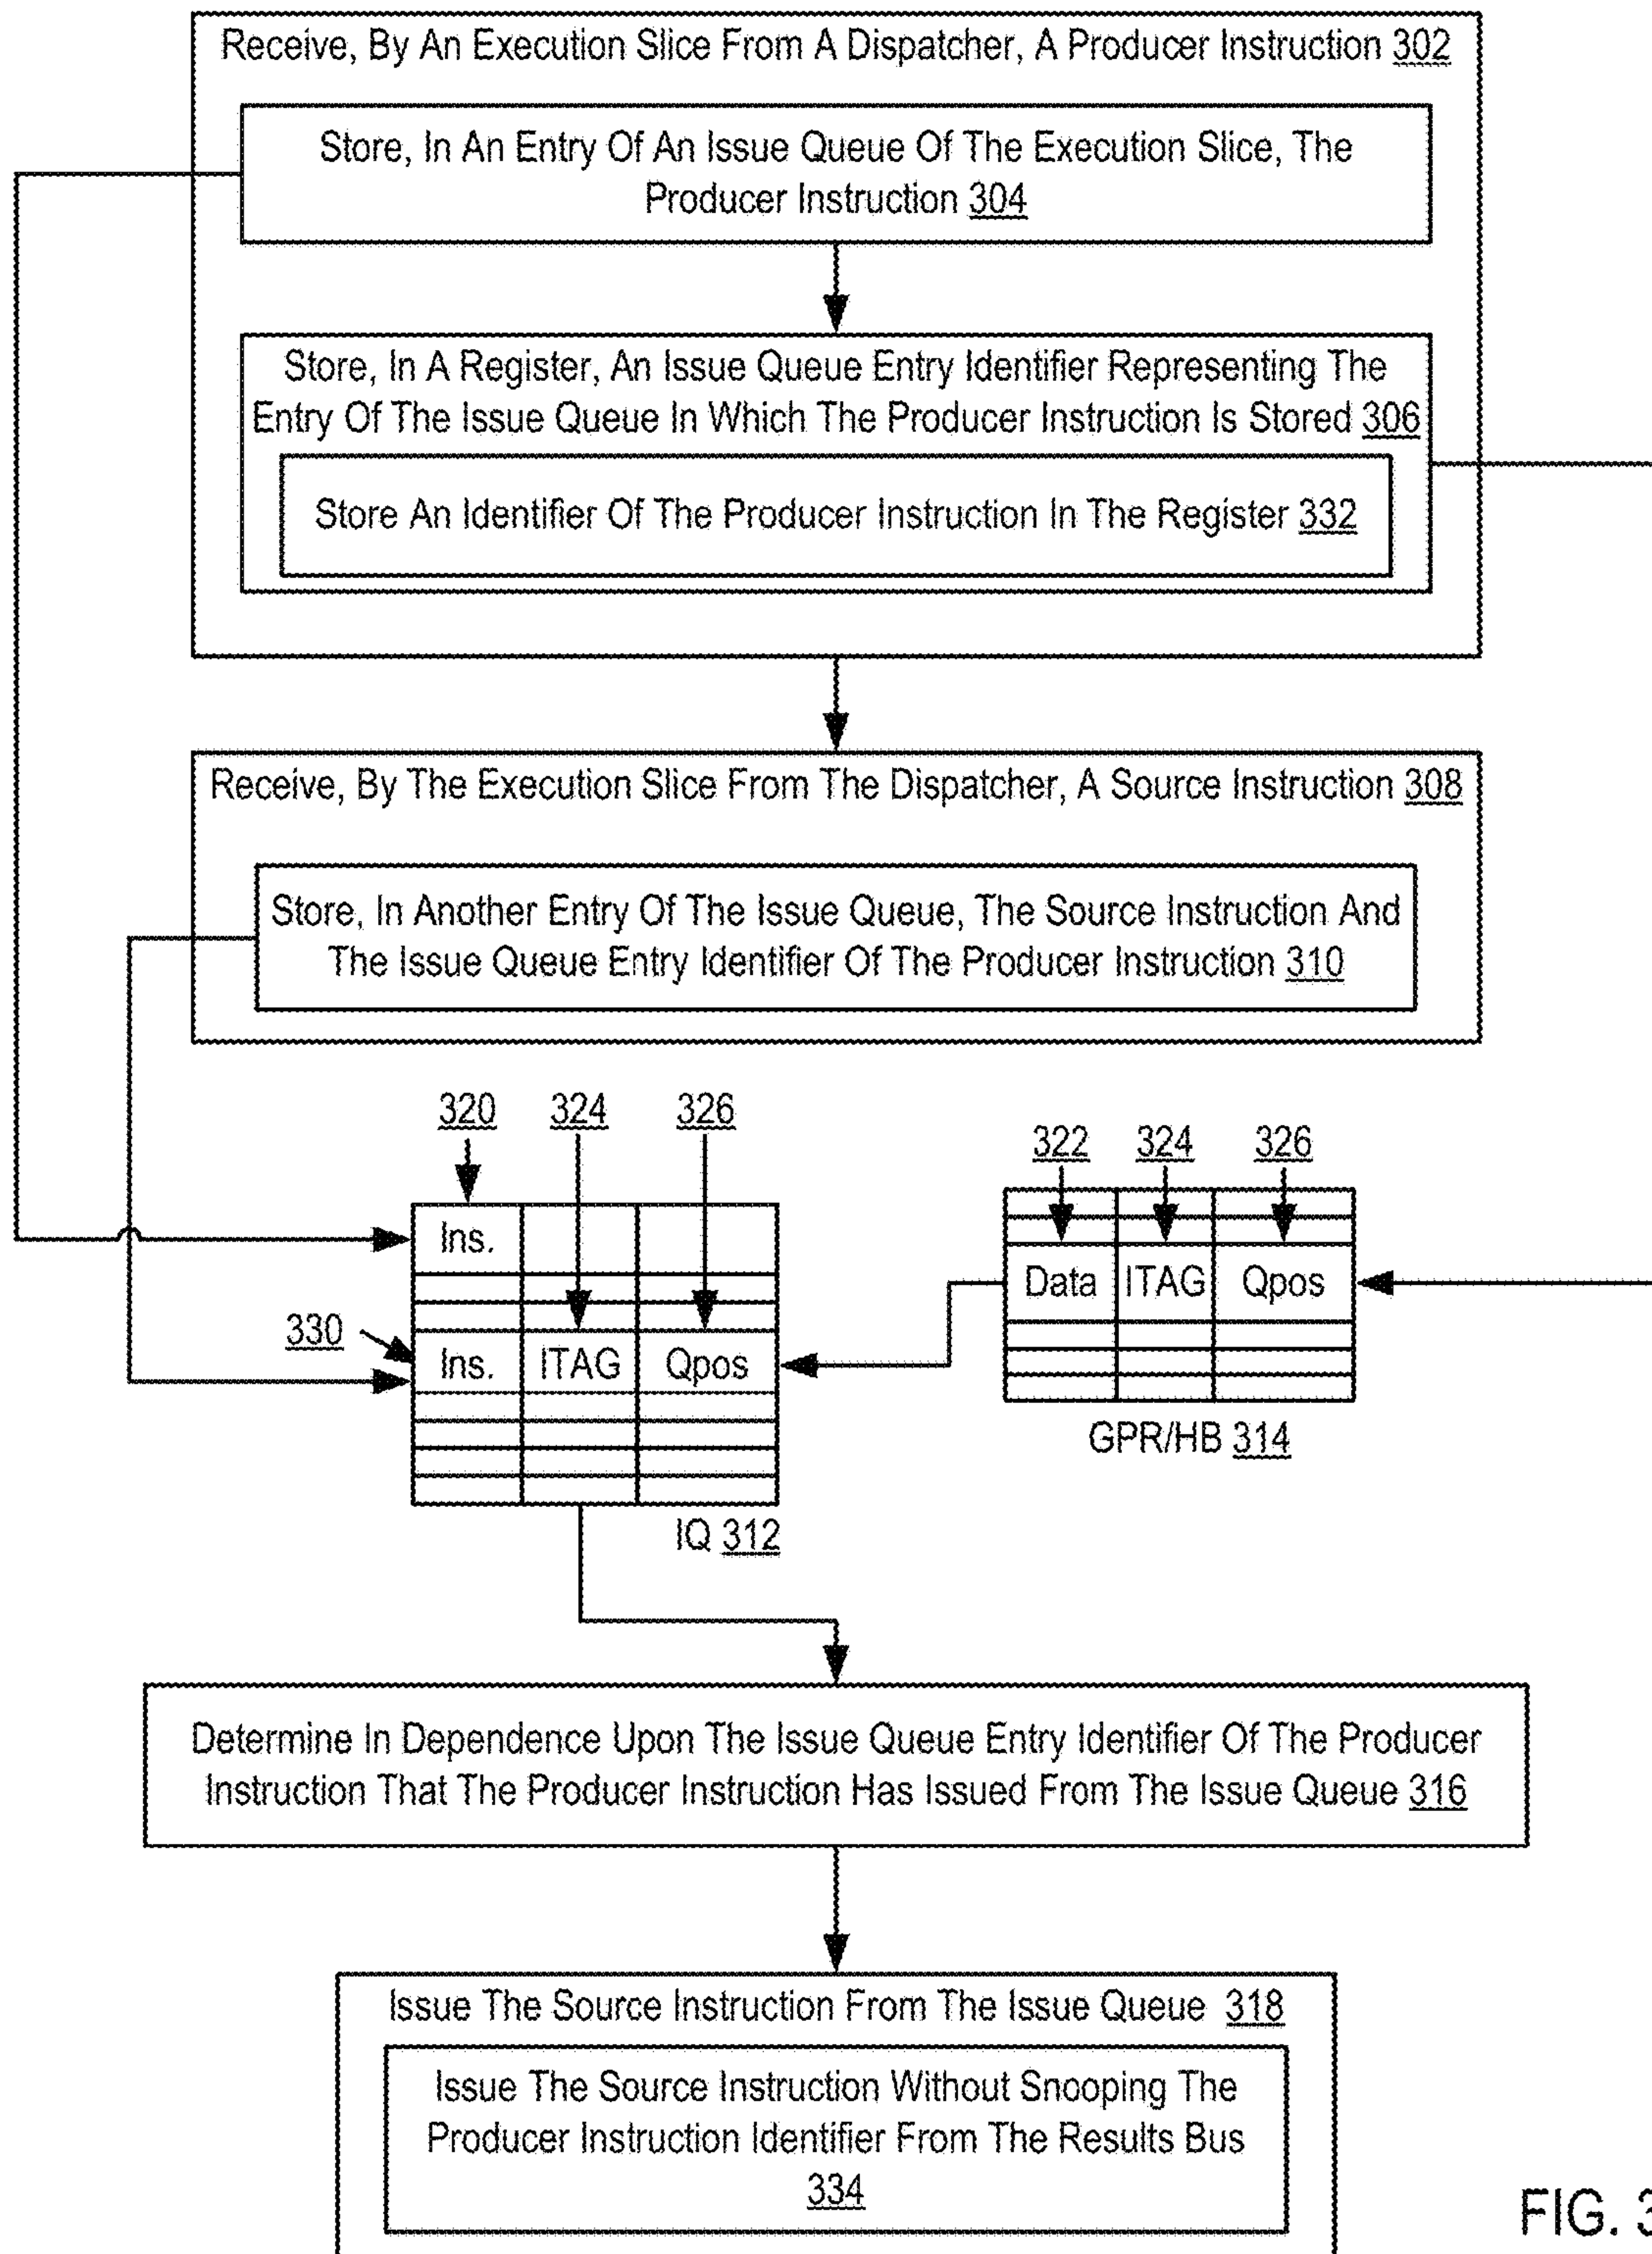 Receive, By An Execution Slice From A Dispatcher, A Producer Instruction 302
Store, In An Entry Of An Issue Queue Of The Execution Slice, The
Producer Instruction 304
Store, In A Register, An Issue Queue Entry Identifier Representing The
Entry Of The Issue Queue In Which The Producer Instruction Is Stored 306
Store An Identifier Of The Producer Instruction In The Register 332
Receive, By The Execution Slice From The Dispatcher, A Source Instruction 308
Store, In Another Entry Of The Issue Queue, The Source Instruction And
The Issue Queue Entry Identifier Of The Producer Instruction 310
320 324 326
322 324 326
Ins.
Data ITAG Qpos
330
Ins. ITAG Qpos
GPR/HB 314
IQ 312
Determine In Dependence Upon The Issue Queue Entry Identifier Of The Producer
Instruction That The Producer Instruction Has Issued From The Issue Queue 316
Issue The Source Instruction From The Issue Queue 318
Issue The Source Instruction Without Snooping The
Producer Instruction Identifier From The Results Bus
334
FIG. 3